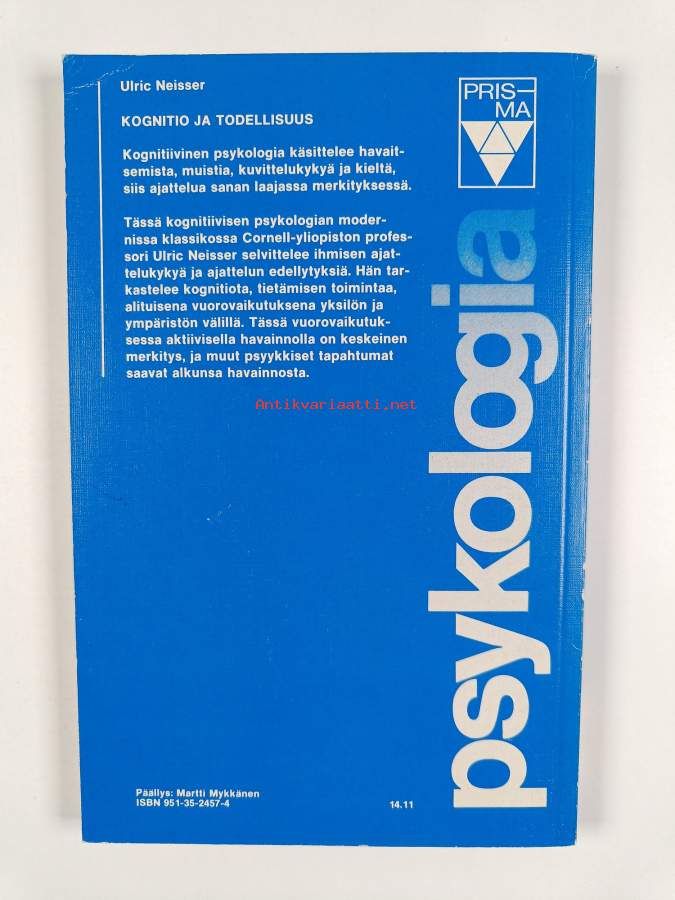 Ulric Neisser
KOGNITIO JA TODELLISUUS
Kognitiivinen psykologia käsittelee havait-
semista, muistia, kuvittelukykyä ja kieltä,
siis ajattelua sanan laajassa merkityksessä.
Tässä kognitiivisen psykologian moder-
nissa klassikossa Cornell-yliopiston profes-
sori Ulric Neisser selvittelee ihmisen ajat-
telukykyä ja ajattelun edellytyksiä. Hän tar-
kastelee kognitiota, tietämisen toimintaa,
alituisena vuorovaikutuksena yksilön ja
ympäristön välillä. Tässä vuorovaikutuk-
sessa aktiivisella havainnolla on keskeinen
merkitys, ja muut psyykkiset tapahtumat
saavat alkunsa havainnosta.
Antikvariaatti.net
PRIS-
MA
psykologia
Päällys: Martti Mykkänen
ISBN 951-35-2457-4
14.11